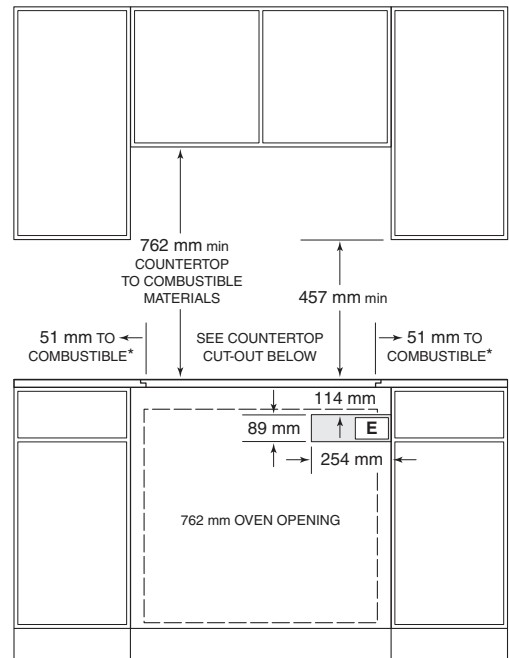 762 mm min
COUNTERTOP
TO COMBUSTIBLE
MATERIALS
457 mm min
51 mm TO
COMBUSTIBLE*
SEE COUNTERTOP
CUT-OUT BELOW
51 mm TO
COMBUSTIBLE*
114 mm
89 mm
E
254 mm
762 mm OVEN OPENING